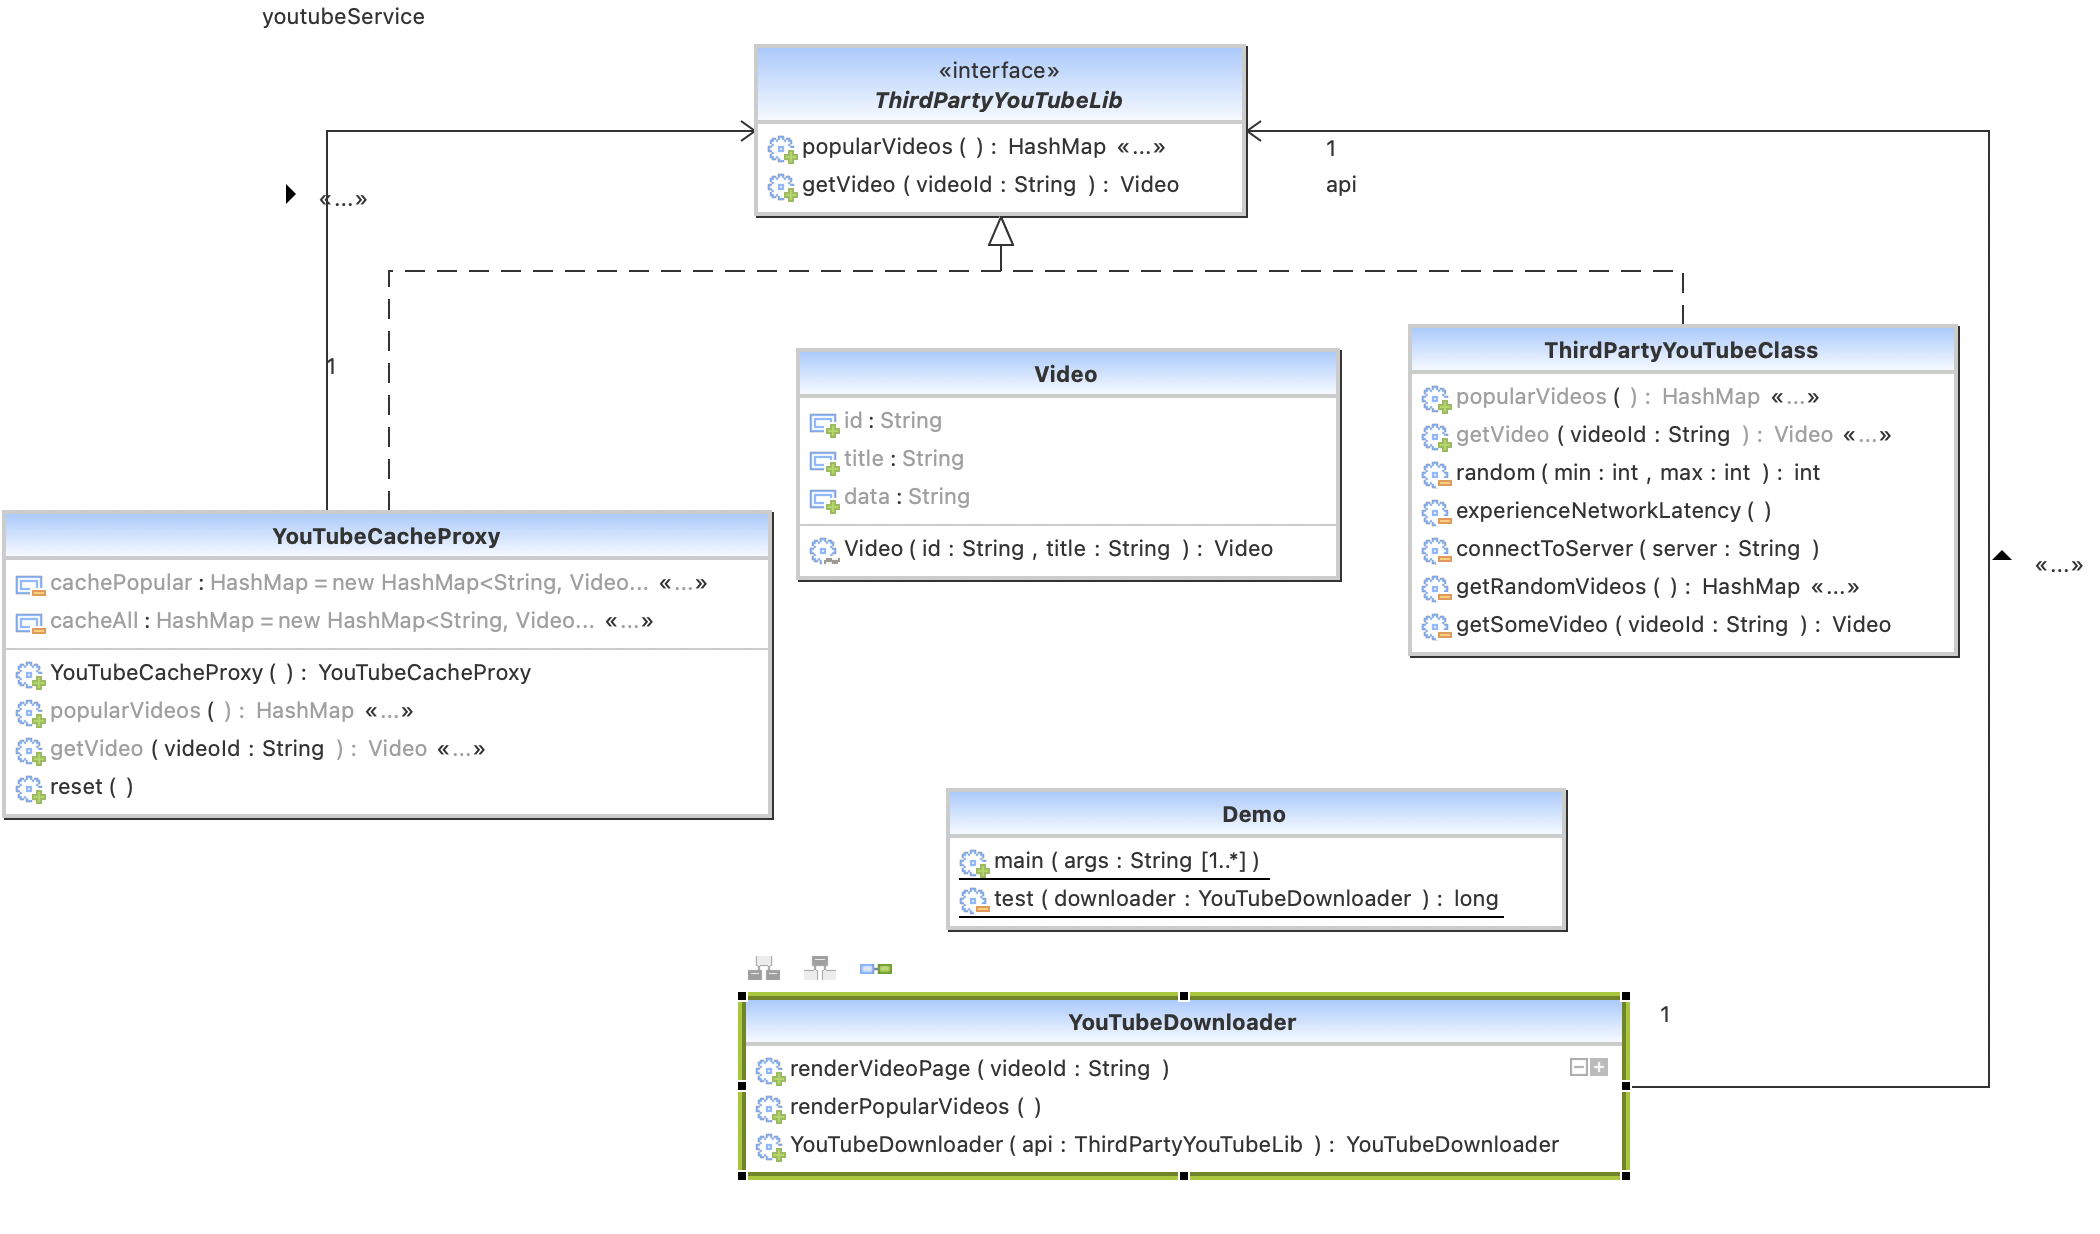 youtubeService
«interface»
ThirdPartyYouTubeLib
popularVideos ( ) : HashMap «...»
getVideo ( videoId : String ) : Video
1
api
«...»
1
ThirdPartyYouTubeClass
popularVideos ( ) : HashMap «...»
getVideo ( videoId : String ) : Video «...»
random ( min : int , max : int ) : int
experienceNetworkLatency ( )
connectToServer ( server : String )
getRandomVideos ( ) : HashMap «...»
getSomeVideo ( videoId : String ) : Video
Video
id : String
title : String
data : String
Video ( id : String , title : String ) : Video
«...»
YouTubeCacheProxy
cachePopular : HashMap = new HashMap<String, Video... «...»
cacheAll : HashMap = new HashMap<String, Video... «...»
YouTubeCacheProxy ( ) : YouTubeCacheProxy
popularVideos ( ) : HashMap «...»
getVideo ( videoId : String ) : Video «...»
reset ( )
Demo
main ( args : String [1..*] )
test ( downloader : YouTubeDownloader ) : long
YouTubeDownloader
1
renderVideoPage ( videoId : String )
renderPopularVideos ( )
YouTubeDownloader ( api : ThirdPartyYouTubeLib ) : YouTubeDownloader